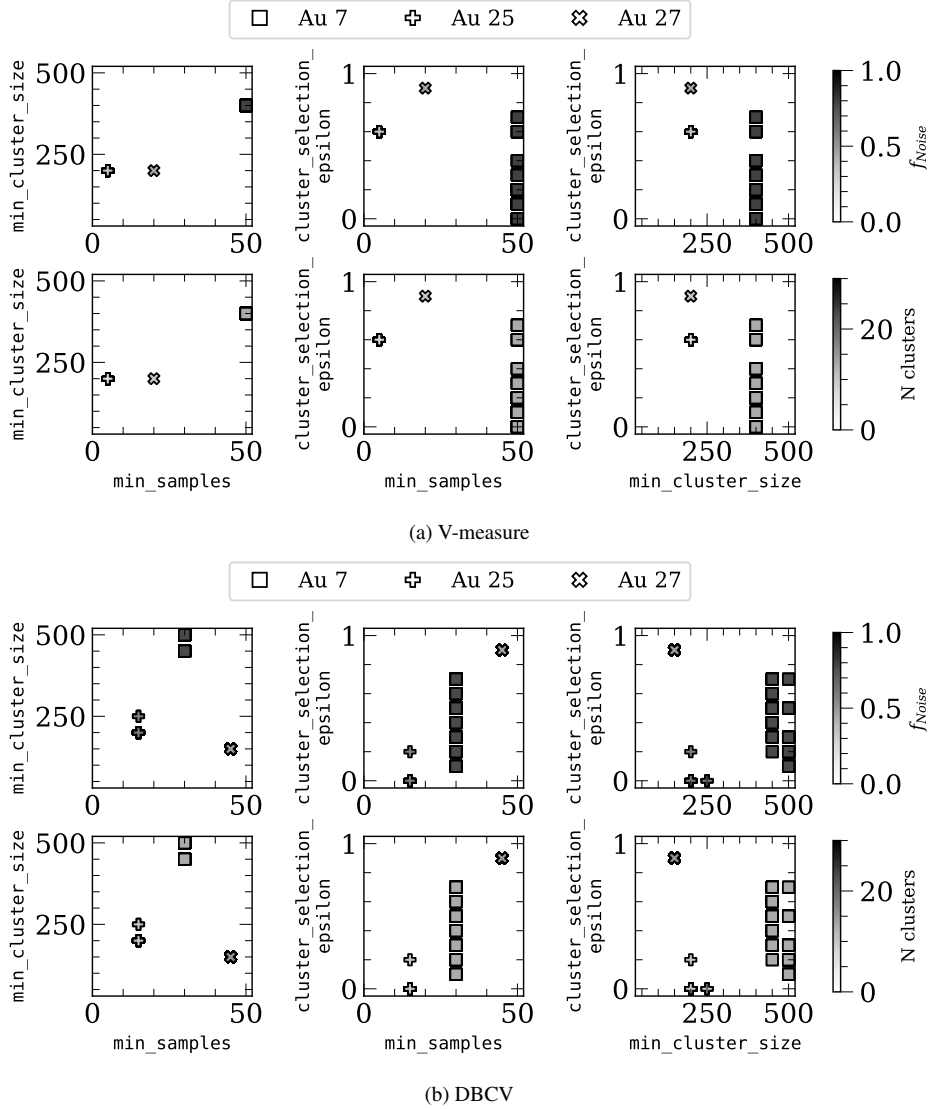 Au 7 Au 25 Au 27
min_cluster_size
500
250
0 50
cluster_selection_
epsilon
1
0
0 50
cluster_selection_
epsilon
1
0
250 500
1.0
0.5
0.0
f_Noise
min_cluster_size
500
250
0 50
min_samples
cluster_selection_
epsilon
1
0
0 50
min_samples
cluster_selection_
epsilon
1
0
250 500
min_cluster_size
20
0
N clusters
(a) V-measure
Au 7 Au 25 Au 27
min_cluster_size
500
250
0 50
cluster_selection_
epsilon
1
0
0 50
cluster_selection_
epsilon
1
0
250 500
1.0
0.5
0.0
f_Noise
min_cluster_size
500
250
0 50
min_samples
cluster_selection_
epsilon
1
0
0 50
min_samples
cluster_selection_
epsilon
1
0
250 500
min_cluster_size
20
0
N clusters
(b) DBCV